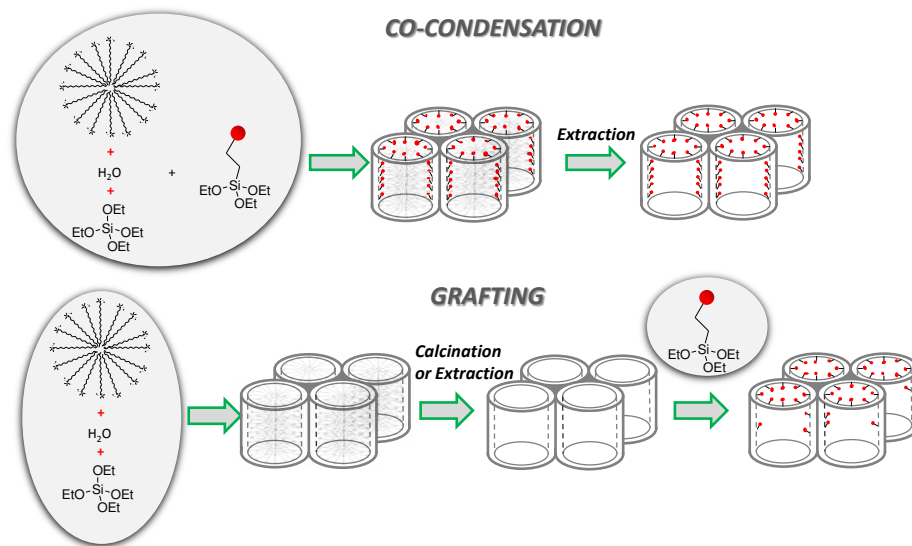 CO-CONDENSATION
+
H2O
+
+
OEt
EtO Si OEt
OEt
EtO Si OEt
OEt
Extraction
GRAFTING
+
H2O
+
OEt
EtO Si OEt
OEt
Calcination
or Extraction
EtO Si OEt
OEt